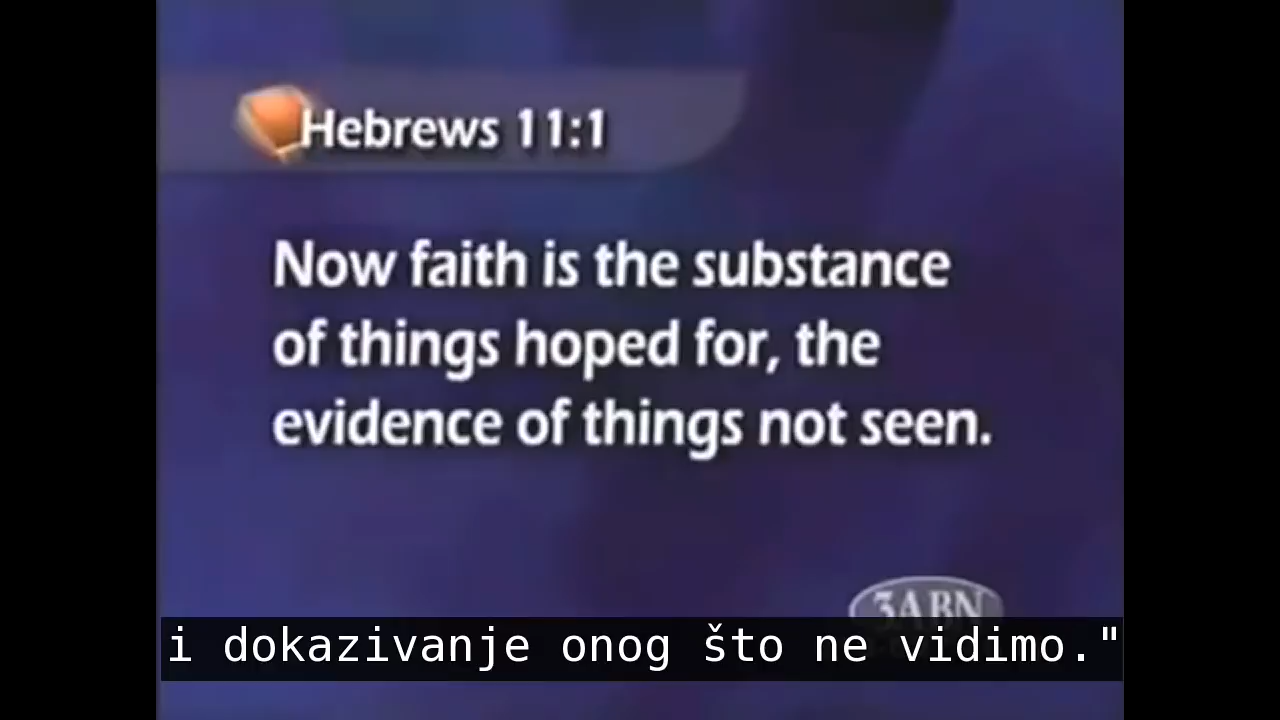 Hebrews 11:1
Now faith is the substance
of things hoped for, the
evidence of things not seen.
3ABN
i dokazivanje onog što ne vidimo."